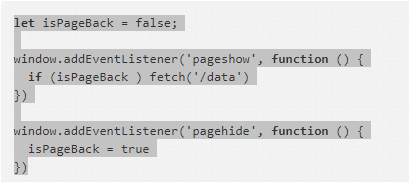 let isPageBack = false;
window.addEventListener('pageshow', function () {
  if (isPageBack ) fetch('/data')
})
window.addEventListener('pagehide', function () {
  isPageBack = true
})